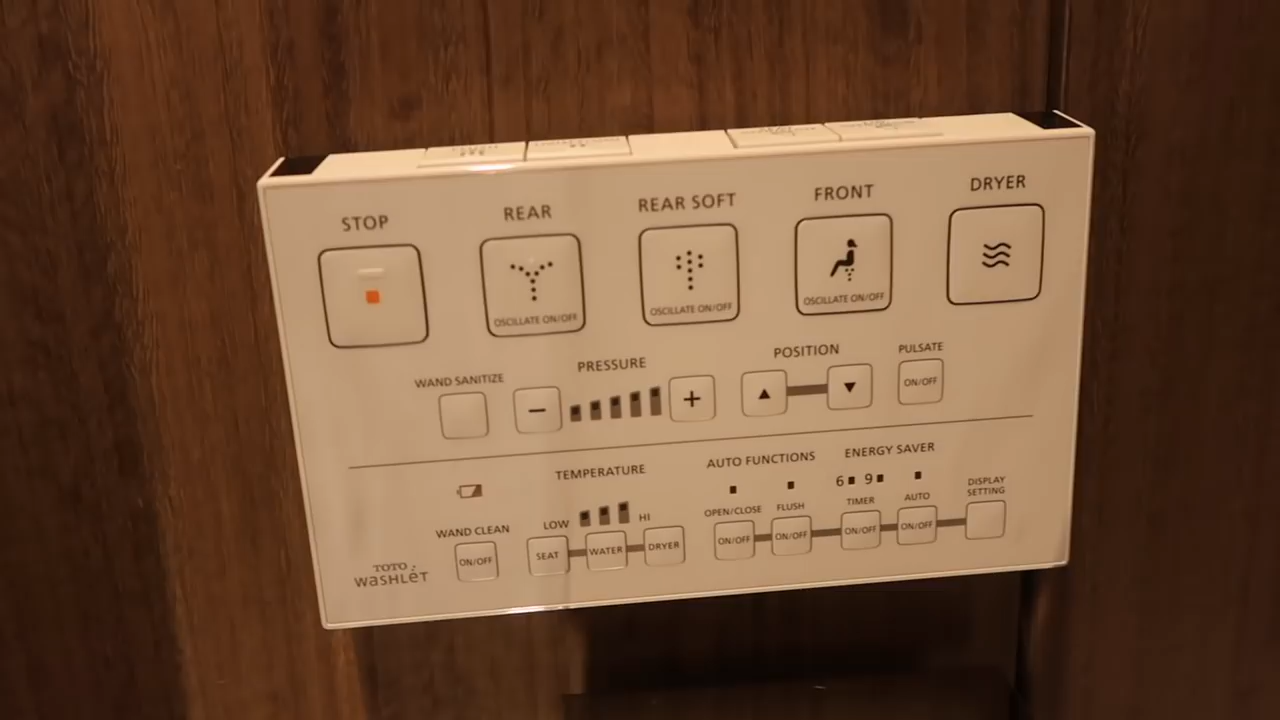 STOP
REAR
REAR SOFT
FRONT
DRYER
OSCILLATE ON/OFF
OSCILLATE ON/OFF
OSCILLATE ON/OFF
WAND SANITIZE
PRESSURE
POSITION
PULSATE
− +
▲ ▼
ON/OFF
TEMPERATURE
AUTO FUNCTIONS
ENERGY SAVER
6 9
WAND CLEAN
LOW HI
OPEN/CLOSE
FLUSH
TIMER
AUTO
DISPLAY
SETTING
ON/OFF
SEAT
WATER
DRYER
ON/OFF
ON/OFF
ON/OFF
ON/OFF
TOTO
WASHLET